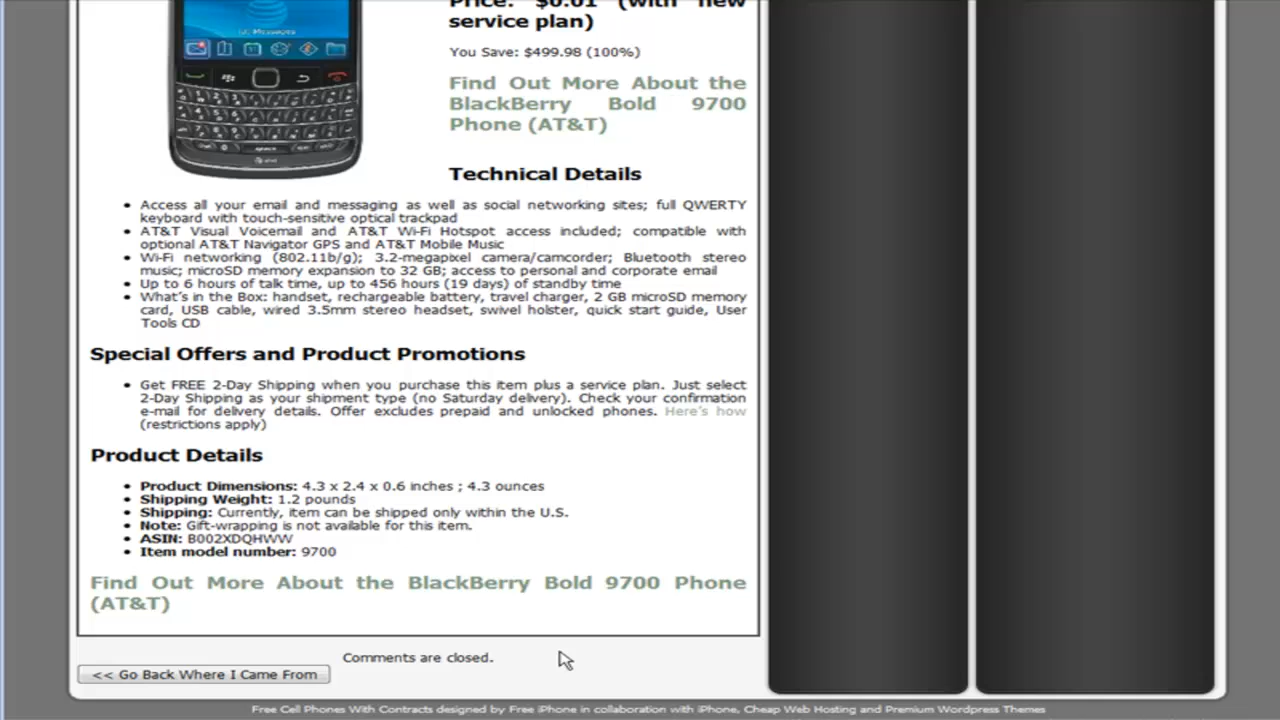 Price: $0.01 (with new
service plan)
You Save: $499.98 (100%)
Find Out More About the
BlackBerry Bold 9700
Phone (AT&T)
Technical Details
Access all your email and messaging as well as social networking sites; full QWERTY
keyboard with touch-sensitive optical trackpad
AT&T Visual Voicemail and AT&T Wi-Fi Hotspot access included; compatible with
optional AT&T Navigator GPS and AT&T Mobile Music
Wi-Fi networking (802.11b/g); 3.2-megapixel camera/camcorder; Bluetooth stereo
music; microSD memory expansion to 32 GB; access to personal and corporate email
Up to 6 hours of talk time, up to 456 hours (19 days) of standby time
What's in the Box: handset, rechargeable battery, travel charger, 2 GB microSD memory
card, USB cable, wired 3.5mm stereo headset, swivel holster, quick start guide, User
Tools CD
Special Offers and Product Promotions
Get FREE 2-Day Shipping when you purchase this item plus a service plan. Just select
2-Day Shipping as your shipment type (no Saturday delivery). Check your confirmation
e-mail for delivery details. Offer excludes prepaid and unlocked phones. Here's how
(restrictions apply)
Product Details
Product Dimensions: 4.3 x 2.4 x 0.6 inches ; 4.3 ounces
Shipping Weight: 1.2 pounds
Shipping: Currently, item can be shipped only within the U.S.
Note: Gift-wrapping is not available for this item.
ASIN: B002XDQHWW
Item model number: 9700
Find Out More About the BlackBerry Bold 9700 Phone
(AT&T)
Comments are closed.
<< Go Back Where I Came From
Free Cell Phones With Contracts designed by Free iPhone in collaboration with iPhone, Cheap Web Hosting and Premium Wordpress Themes